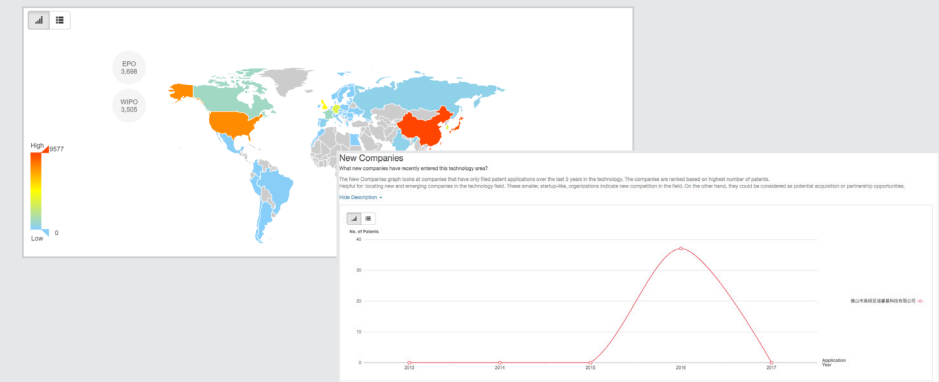 EPO
3,698
WIPO
3,505
High
9577
0
Low
New Companies
What new companies have recently entered this technology area?
The New Companies graph looks at companies that have only filed patent applications over the last 5 years in the technology. The companies are ranked based on highest number of patents.
Helpful for: locating new and emerging companies in the technology field. These smaller, startup-like, organizations indicate new competition in the field. On the other hand, they could be considered as potential acquisition or partnership opportunities.
Hide Description
No. of Patents
40
30
20
10
0
2013 2014 2015 2016 2017
Application
Year